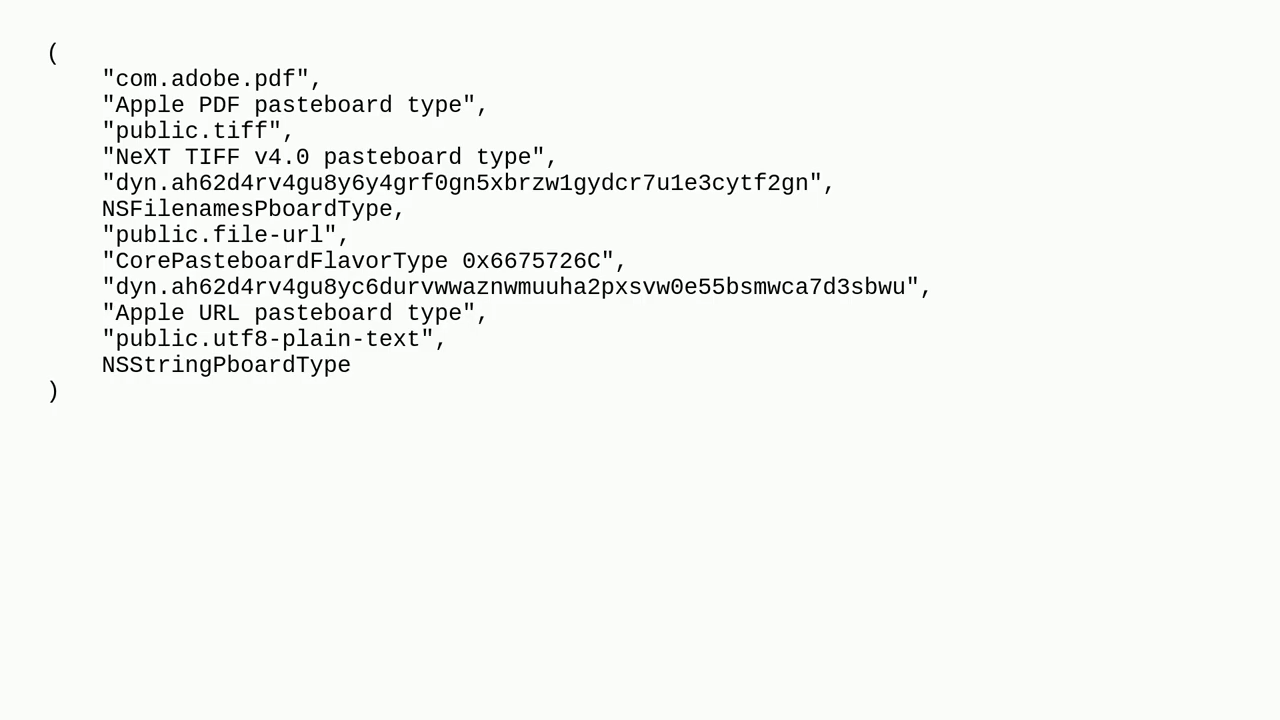 (
    "com.adobe.pdf",
    "Apple PDF pasteboard type",
    "public.tiff",
    "NeXT TIFF v4.0 pasteboard type",
    "dyn.ah62d4rv4gu8y6y4grf0gn5xbrzw1gydcr7u1e3cytf2gn",
    NSFilenamesPboardType,
    "public.file-url",
    "CorePasteboardFlavorType 0x6675726C",
    "dyn.ah62d4rv4gu8yc6durvwwaznwmuuha2pxsvw0e55bsmwca7d3sbwu",
    "Apple URL pasteboard type",
    "public.utf8-plain-text",
    NSStringPboardType
)